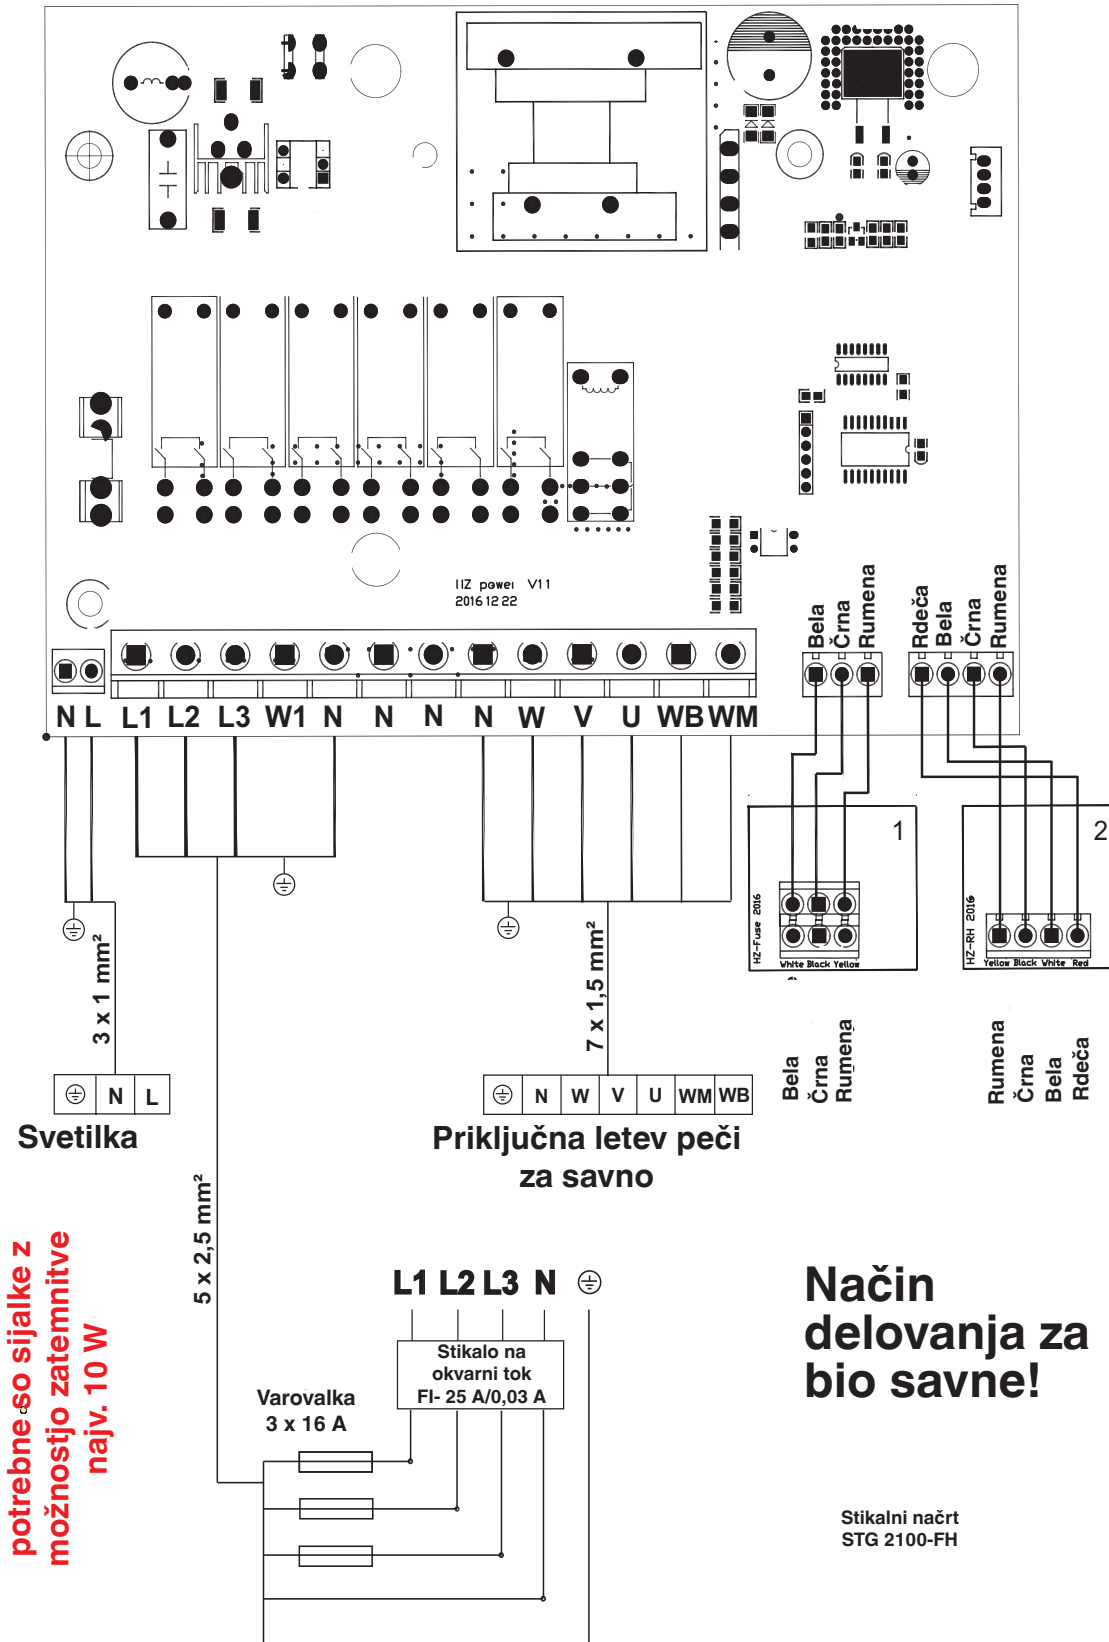 IIZ power V11
2016 12 22
Bela
Črna
Rumena
Rdeča
Bela
Črna
Rumena
N L L1 L2 L3 W1 N N N N W V U WB WM
1
2
HZ-Fuse 2016
White Black Yellow
HZ-RH 2016
Yellow Black White Red
3 x 1 mm²
7 x 1,5 mm²
Bela
Črna
Rumena
Rumena
Črna
Bela
Rdeča
N L
Svetilka
N W V U WM WB
Priključna letev peči
za savno
5 x 2,5 mm²
potrebne so sijalke z
možnostjo zatemnitve
najv. 10 W
L1 L2 L3 N
Stikalo na
okvarni tok
FI- 25 A/0,03 A
Varovalka
3 x 16 A
Način
delovanja za
bio savne!
Stikalni načrt
STG 2100-FH